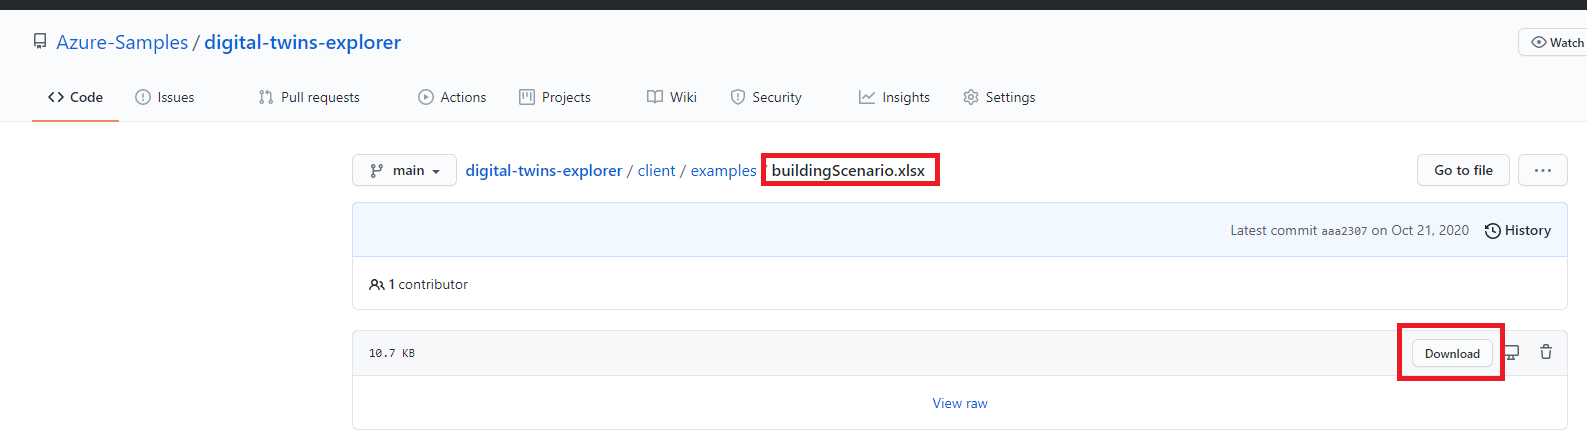 Azure-Samples / digital-twins-explorer
Watch
Code Issues Pull requests Actions Projects Wiki Security Insights Settings
main digital-twins-explorer / client / examples / buildingScenario.xlsx Go to file ...
Latest commit aaa2307 on Oct 21, 2020 History
1 contributor
10.7 KB Download
View raw